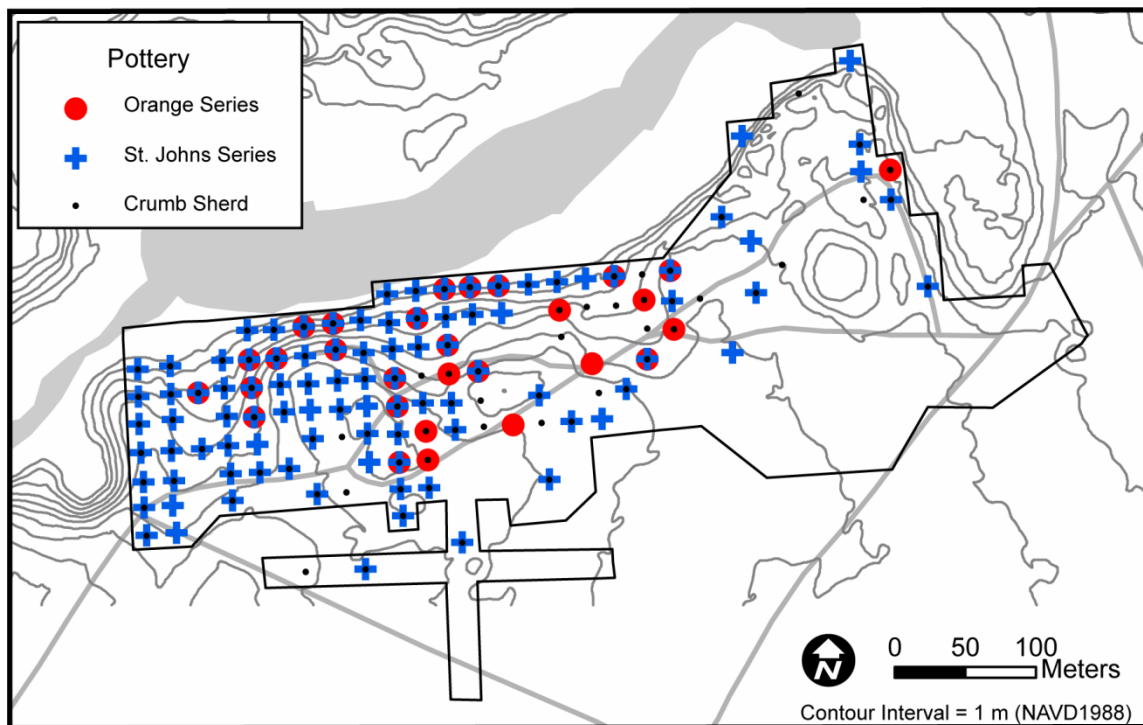 Pottery
Orange Series
St. Johns Series
Crumb Sherd
N
0 50 100
Meters
Contour Interval = 1 m (NAVD1988)